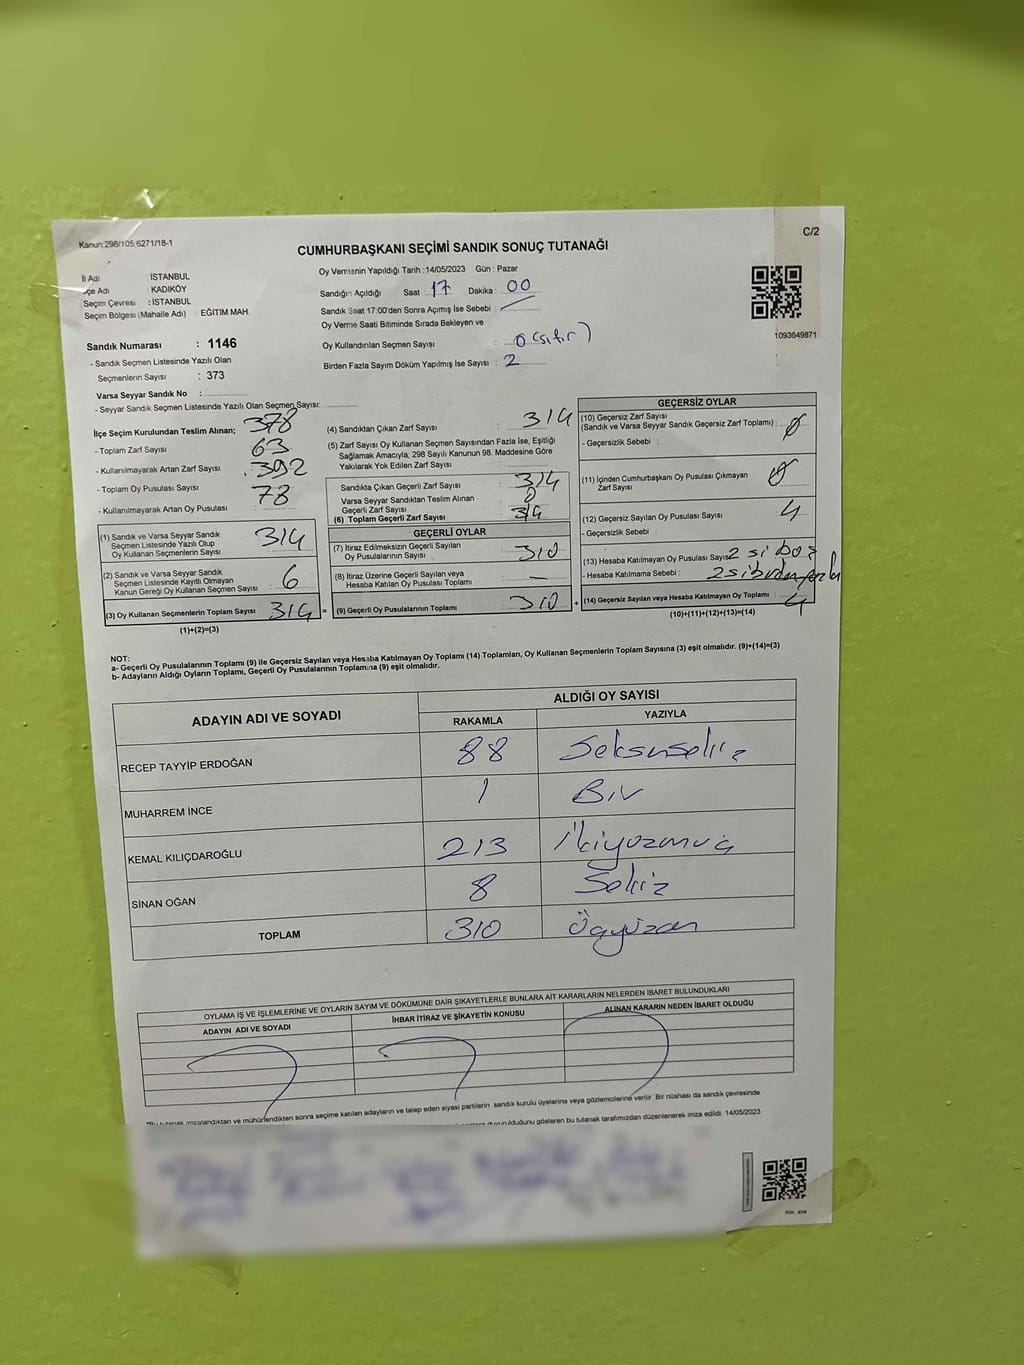 Kanun:298/105,6271/18-1
C/2
CUMHURBAŞKANI SEÇİMİ SANDIK SONUÇ TUTANAĞI
İl Adı : İSTANBUL
İlçe Adı : KADIKÖY
Seçim Çevresi : İSTANBUL
Seçim Bölgesi (Mahalle Adı) : EĞİTİM MAH.
Sandık Numarası : 1146
- Sandık Seçmen Listesinde Yazılı Olan
Seçmenlerin Sayısı : 373
Varsa Seyyar Sandık No :
- Seyyar Sandık Seçmen Listesinde Yazılı Olan Seçmen Sayısı:
Oy Vermenin Yapıldığı Tarih : 14/05/2023 Gün : Pazar
Sandığın Açıldığı Saat : 17 Dakika : 00
Sandık Saat 17:00'den Sonra Açımış İse Sebebi :
Oy Verme Saati Bitiminde Sırada Bekleyen ve
Oy Kullandırılan Seçmen Sayısı : 0 (sıfır)
Birden Fazla Sayım Döküm Yapılmış İse Sayısı : 2
1093649871
İlçe Seçim Kurulundan Teslim Alınan; 378
- Toplam Zarf Sayısı 63
- Kullanılmayarak Artan Zarf Sayısı 392
- Toplam Oy Pusulası Sayısı 78
- Kullanılmayarak Artan Oy Pusulası :
(1) Sandık ve Varsa Seyyar Sandık
Seçmen Listesinde Yazılı Olup
Oy Kullanan Seçmenlerin Sayısı : 314
(2) Sandık ve Varsa Seyyar Sandık
Seçmen Listesinde Kayıtlı Olmayan
Kanun Gereği Oy Kullanan Seçmen Sayısı : 6
(3) Oy Kullanan Seçmenlerin Toplam Sayısı 314 =
(1)+(2)=(3)
(4) Sandıktan Çıkan Zarf Sayısı : 314
(5) Zarf Sayısı Oy Kullanan Seçmen Sayısından Fazla İse, Eşitliği
Sağlamak Amacıyla, 298 Sayılı Kanunun 98. Maddesine Göre
Yakılarak Yok Edilen Zarf Sayısı :
Sandıkta Çıkan Geçerli Zarf Sayısı : 314
Varsa Seyyar Sandıktan Teslim Alınan
Geçerli Zarf Sayısı : 0
(6) Toplam Geçerli Zarf Sayısı : 314
GEÇERLİ OYLAR
(7) İtiraz Edilmeksizin Geçerli Sayılan
Oy Pusulalarının Sayısı : 310
(8) İtiraz Üzerine Geçerli Sayılan veya
Hesaba Katılan Oy Pusulası Toplamı : —
(9) Geçerli Oy Pusulalarının Toplamı : 310 +
GEÇERSİZ OYLAR
(10) Geçersiz Zarf Sayısı
(Sandık ve Varsa Seyyar Sandık Geçersiz Zarf Toplamı) : 0
- Geçersizlik Sebebi :
(11) İçinden Cumhurbaşkanı Oy Pusulası Çıkmayan
Zarf Sayısı : 0
(12) Geçersiz Sayılan Oy Pusulası Sayısı : 4
- Geçersizlik Sebebi :
(13) Hesaba Katılmayan Oy Pusulası Sayısı 2 si boş
- Hesaba Katılmama Sebebi : 2 si birden fazla
(14) Geçersiz Sayılan veya Hesaba Katılmayan Oy Toplamı : 4
(10)+(11)+(12)+(13)=(14)
NOT:
a- Geçerli Oy Pusulalarının Toplamı (9) ile Geçersiz Sayılan veya Hesaba Katılmayan Oy Toplamı (14) Toplamları, Oy Kullanan Seçmenlerin Toplam Sayısına (3) eşit olmalıdır. (9)+(14)=(3)
b- Adayların Aldığı Oyların Toplamı, Geçerli Oy Pusulalarının Toplamına (9) eşit olmalıdır.
ADAYIN ADI VE SOYADI ALDIĞI OY SAYISI
RAKAMLA YAZIYLA
RECEP TAYYİP ERDOĞAN 88 Seksensekiz
MUHARREM İNCE 1 Bir
KEMAL KILIÇDAROĞLU 213 İkiyüzonüç
SİNAN OĞAN 8 Sekiz
TOPLAM 310 Üçyüzon
OYLAMA İŞ VE İŞLEMLERİNE VE OYLARIN SAYIM VE DÖKÜMÜNE DAİR ŞİKAYETLERLE BUNLARA AİT KARARLARIN NELERDEN İBARET BULUNDUKLARI
ADAYIN ADI VE SOYADI İHBAR İTİRAZ VE ŞİKAYETİN KONUSU ALINAN KARARIN NEDEN İBARET OLDUĞU
imzalandıktan ve mühürlendikten sonra seçime katılan adayların ve talep eden siyasi partilerin sandık kurulu üyelerine veya gözlemcilerine verilir. Bir nüshası da sandık çevresinde
duyurulduğunu gösteren bu tutanak tarafımızdan düzenlenerek imza edildi. 14/05/2023